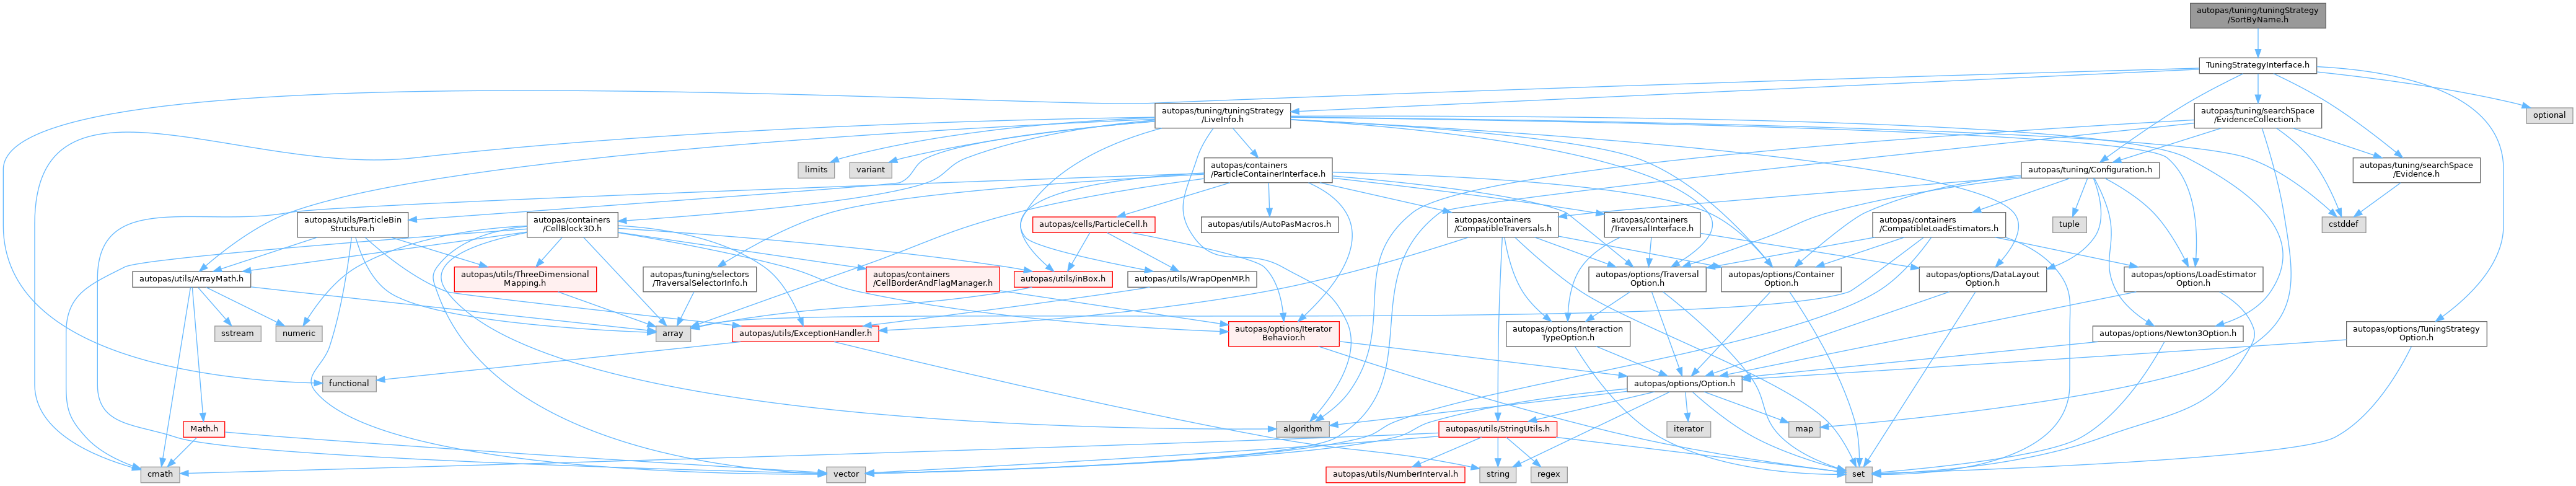 autopas/tuning/tuningStrategy
/SortByName.h
TuningStrategyInterface.h
autopas/tuning/tuningStrategy
/LiveInfo.h
autopas/tuning/searchSpace
/EvidenceCollection.h
optional
limits
variant
autopas/containers
/ParticleContainerInterface.h
autopas/tuning/Configuration.h
autopas/tuning/searchSpace
/Evidence.h
autopas/utils/ParticleBin
Structure.h
autopas/containers
/CellBlock3D.h
autopas/cells/ParticleCell.h
autopas/utils/AutoPasMacros.h
autopas/containers
/CompatibleTraversals.h
autopas/containers
/TraversalInterface.h
autopas/containers
/CompatibleLoadEstimators.h
tuple
cstddef
autopas/utils/ArrayMath.h
autopas/utils/ThreeDimensional
Mapping.h
autopas/tuning/selectors
/TraversalSelectorInfo.h
autopas/containers
/CellBorderAndFlagManager.h
autopas/utils/inBox.h
autopas/utils/WrapOpenMP.h
autopas/options/Traversal
Option.h
autopas/options/Container
Option.h
autopas/options/DataLayout
Option.h
autopas/options/LoadEstimator
Option.h
sstream
numeric
array
autopas/utils/ExceptionHandler.h
autopas/options/Iterator
Behavior.h
autopas/options/Interaction
TypeOption.h
autopas/options/Newton3Option.h
autopas/options/TuningStrategy
Option.h
functional
autopas/options/Option.h
Math.h
algorithm
autopas/utils/StringUtils.h
iterator
map
cmath
vector
autopas/utils/NumberInterval.h
string
regex
set